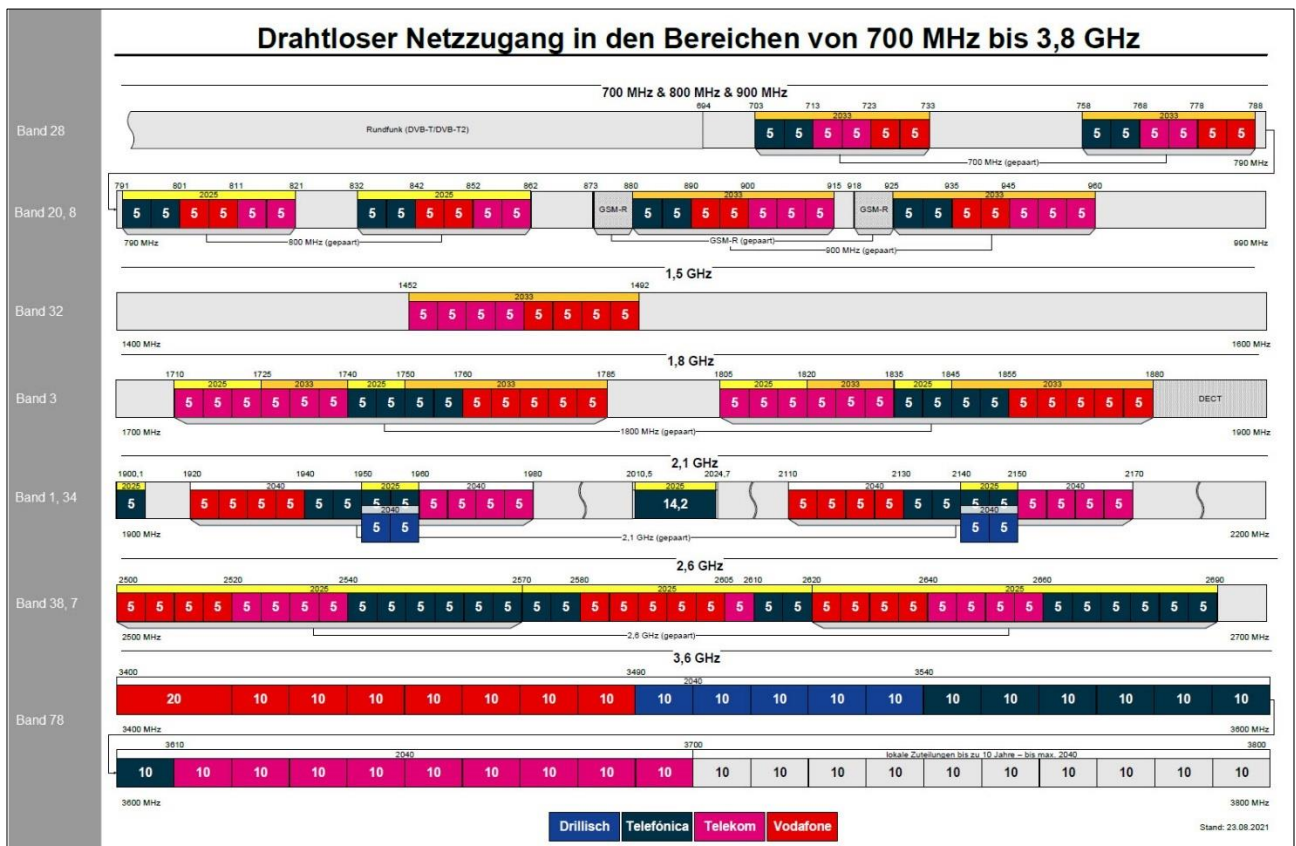 Drahtloser Netzzugang in den Bereichen von 700 MHz bis 3,8 GHz
700 MHz & 800 MHz & 900 MHz
694 703 713 723 733 758 768 778 788
Band 28
Rundfunk (DVB-T/DVB-T2)
2033 2033
5 5 5 5 5 5 5 5 5 5 5 5
700 MHz (gepaart)
790 MHz
791 801 811 821 832 842 852 862 873 880 890 900 915 918 925 935 945 960
2025 2025 2033 2033
Band 20, 8
5 5 5 5 5 5 5 5 5 5 5 5 GSM-R 5 5 5 5 5 5 5 GSM-R 5 5 5 5 5 5 5
790 MHz 800 MHz (gepaart) GSM-R (gepaart) 900 MHz (gepaart) 990 MHz
1,5 GHz
1452 1492
2033
Band 32
5 5 5 5 5 5 5 5
1400 MHz 1600 MHz
1,8 GHz
1710 1725 1740 1750 1760 1785 1805 1820 1835 1845 1855 1880
2025 2033 2025 2033 2025 2033 2025 2033
Band 3
5 5 5 5 5 5 5 5 5 5 5 5 5 5 5 5 5 5 5 5 5 5 5 5 5 5 5 5 5 5 DECT
1700 MHz 1800 MHz (gepaart) 1900 MHz
2,1 GHz
1900,1 1920 1940 1950 1960 1980 2010,5 2024,7 2110 2130 2140 2150 2170
2025 2040 2025 2040 2025 2040 2025 2040
Band 1, 34
5 5 5 5 5 5 5 5 5 5 5 5 5 14,2 5 5 5 5 5 5 5 5 5 5 5 5
2040 2040
5 5 5 5
1900 MHz 2,1 GHz (gepaart) 2200 MHz
2,6 GHz
2500 2520 2540 2570 2580 2605 2610 2620 2640 2660 2690
2025 2025 2025
Band 38, 7
5 5 5 5 5 5 5 5 5 5 5 5 5 5 5 5 5 5 5 5 5 5 5 5 5 5 5 5 5 5 5 5 5 5 5 5 5 5
2500 MHz 2,6 GHz (gepaart) 2700 MHz
3,6 GHz
3400 3490 3540
2040
20 10 10 10 10 10 10 10 10 10 10 10 10 10 10 10 10 10 10
Band 78
3400 MHz 3600 MHz
3610 3700 3800
2040 lokale Zuteilungen bis zu 10 Jahre – bis max. 2040
10 10 10 10 10 10 10 10 10 10 10 10 10 10 10 10 10 10 10 10
3600 MHz 3800 MHz
Drillisch Telefónica Telekom Vodafone
Stand: 23.08.2021